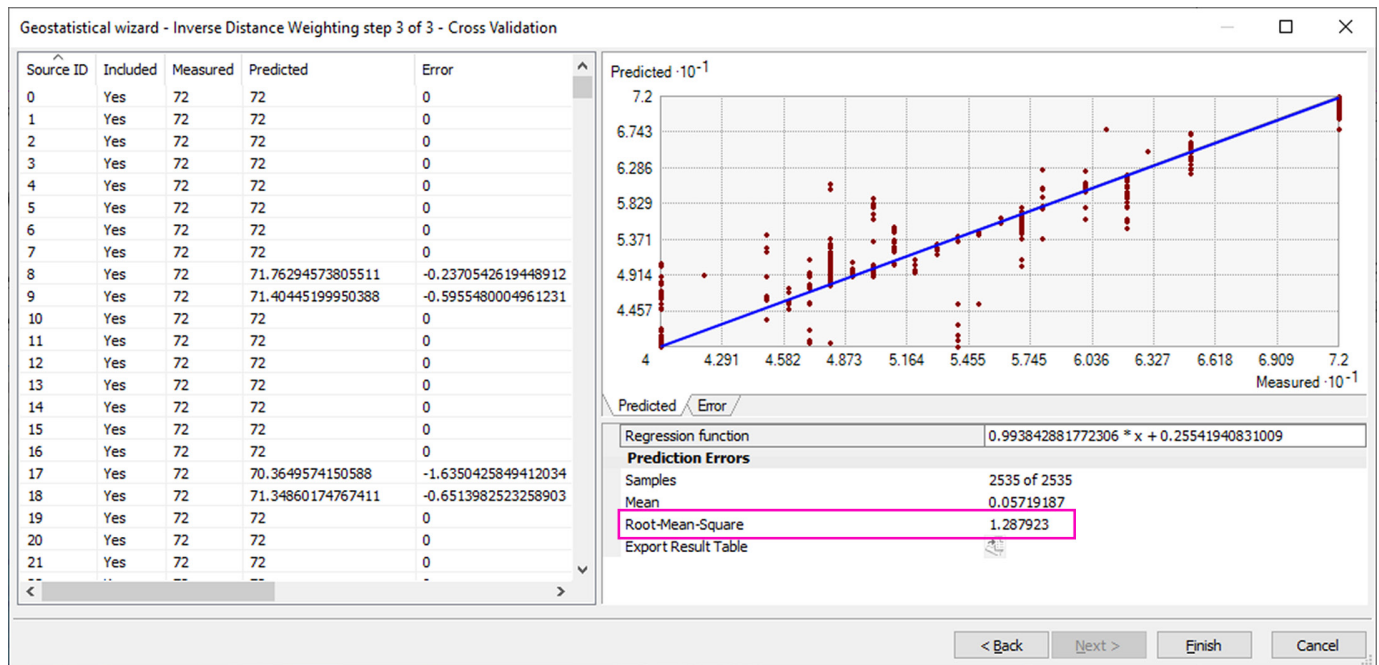 Geostatistical wizard - Inverse Distance Weighting step 3 of 3 - Cross Validation
Source ID Included Measured Predicted Error
0 Yes 72 72 0
1 Yes 72 72 0
2 Yes 72 72 0
3 Yes 72 72 0
4 Yes 72 72 0
5 Yes 72 72 0
6 Yes 72 72 0
7 Yes 72 72 0
8 Yes 72 71.76294573805511 -0.2370542619448912
9 Yes 72 71.40445199950388 -0.5955480004961231
10 Yes 72 72 0
11 Yes 72 72 0
12 Yes 72 72 0
13 Yes 72 72 0
14 Yes 72 72 0
15 Yes 72 72 0
16 Yes 72 72 0
17 Yes 72 70.3649574150588 -1.6350425849412034
18 Yes 72 71.34860174767411 -0.6513982523258903
19 Yes 72 72 0
20 Yes 72 72 0
21 Yes 72 72 0
Predicted ·10-1
7.2
6.743
6.286
5.829
5.371
4.914
4.457
4 4.291 4.582 4.873 5.164 5.455 5.745 6.036 6.327 6.618 6.909 7.2
Measured ·10-1
Predicted Error
Regression function 0.993842881772306 * x + 0.25541940831009
Prediction Errors
Samples 2535 of 2535
Mean 0.05719187
Root-Mean-Square 1.287923
Export Result Table
< Back Next > Finish Cancel